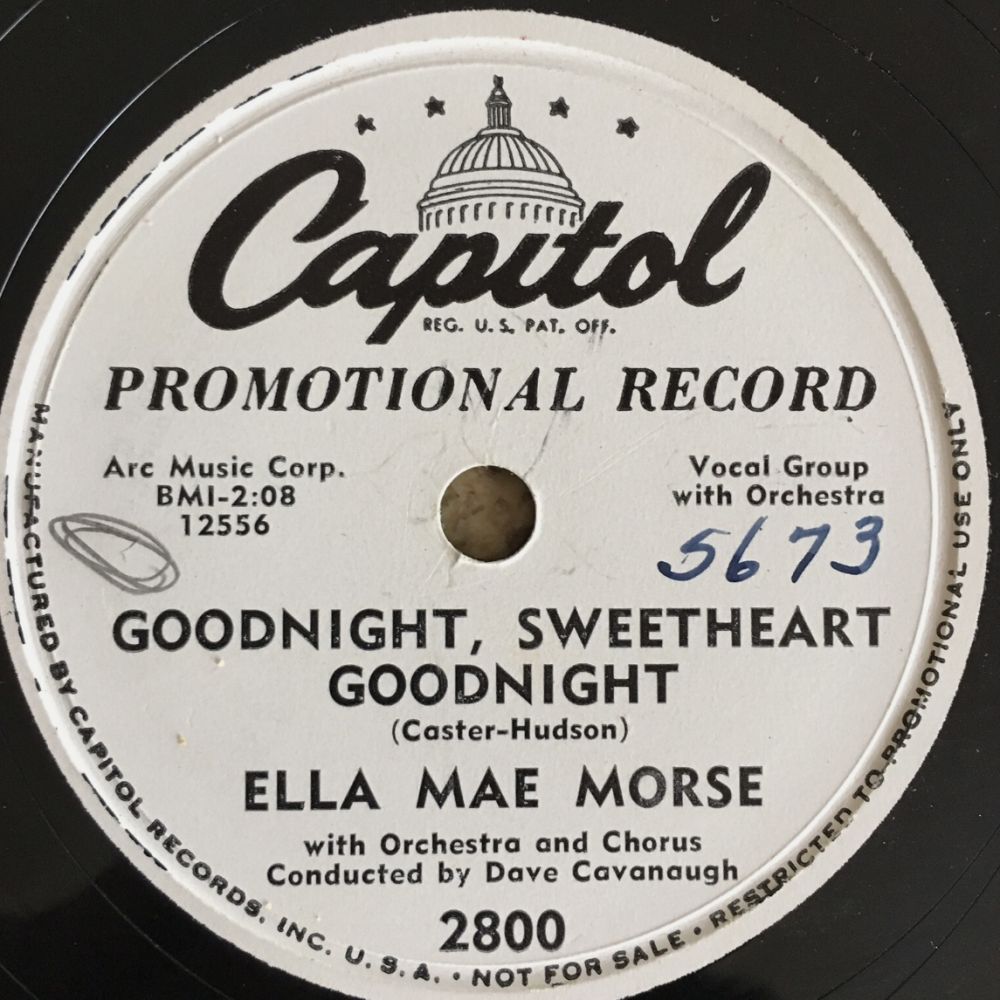 Capitol
REG. U.S. PAT. OFF.
PROMOTIONAL RECORD
Arc Music Corp.
BMI-2:08
12556
Vocal Group
with Orchestra
5673
GOODNIGHT, SWEETHEART
GOODNIGHT
(Caster-Hudson)
ELLA MAE MORSE
with Orchestra and Chorus
Conducted by Dave Cavanaugh
2800
MANUFACTURED BY CAPITOL RECORDS, INC. U.S.A. • NOT FOR SALE • RESTRICTED TO PROMOTIONAL USE ONLY